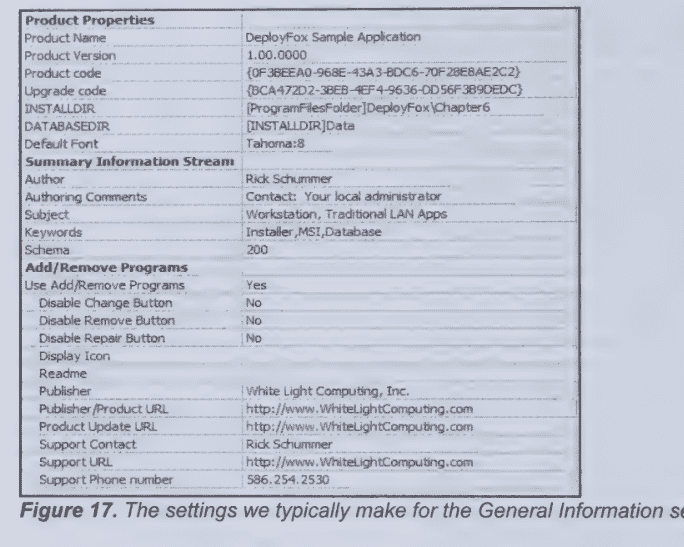 Product Properties
Product Name DeployFox Sample Application
Product Version 1.00.0000
Product code {0F3BEEA0-968E-43A3-BDC6-70F28E8AE2C2}
Upgrade code {BCA472D2-3BEB-4EF4-9636-DD56F3B9DEDC}
INSTALLDIR [ProgramFilesFolder]DeployFox\Chapter6
DATABASEDIR [INSTALLDIR]Data
Default Font Tahoma:8
Summary Information Stream
Author Rick Schummer
Authoring Comments Contact: Your local administrator
Subject Workstation, Traditional LAN Apps
Keywords Installer,MSI,Database
Schema 200
Add/Remove Programs
Use Add/Remove Programs Yes
Disable Change Button No
Disable Remove Button No
Disable Repair Button No
Display Icon
Readme
Publisher White Light Computing, Inc.
Publisher/Product URL http://www.WhiteLightComputing.com
Product Update URL http://www.WhiteLightComputing.com
Support Contact Rick Schummer
Support URL http://www.WhiteLightComputing.com
Support Phone number 586.254.2530
Figure 17. The settings we typically make for the General Information se